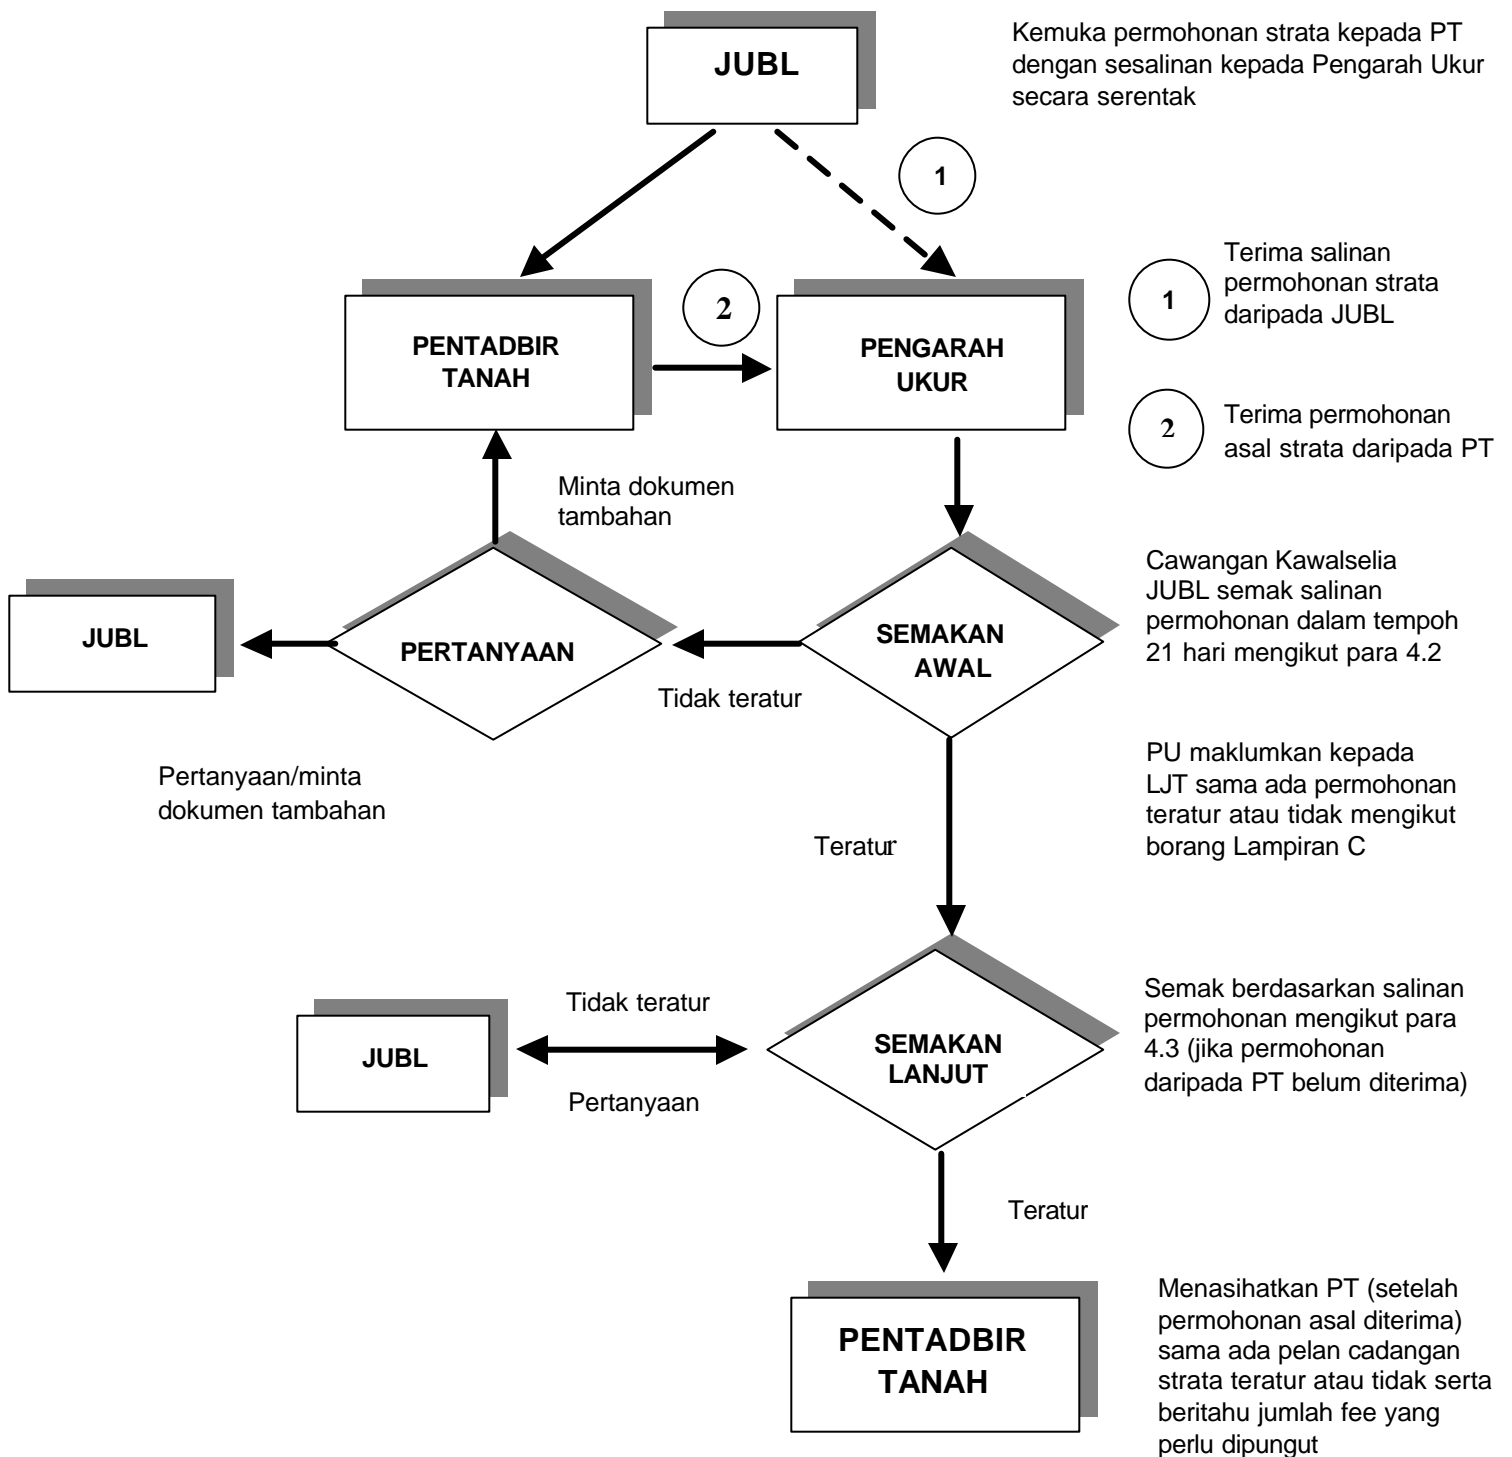 JUBL
Kemuka permohonan strata kepada PT
dengan sesalinan kepada Pengarah Ukur
secara serentak
1
PENTADBIR
TANAH
2
PENGARAH
UKUR
1
Terima salinan
permohonan strata
daripada JUBL
2
Terima permohonan
asal strata daripada PT
Minta dokumen
tambahan
JUBL
PERTANYAAN
SEMAKAN
AWAL
Tidak teratur
Cawangan Kawalselia
JUBL semak salinan
permohonan dalam tempoh
21 hari mengikut para 4.2
Pertanyaan/minta
dokumen tambahan
Teratur
PU maklumkan kepada
LJT sama ada permohonan
teratur atau tidak mengikut
borang Lampiran C
JUBL
Tidak teratur
Pertanyaan
SEMAKAN
LANJUT
Semak berdasarkan salinan
permohonan mengikut para
4.3 (jika permohonan
daripada PT belum diterima)
Teratur
PENTADBIR
TANAH
Menasihatkan PT (setelah
permohonan asal diterima)
sama ada pelan cadangan
strata teratur atau tidak serta
beritahu jumlah fee yang
perlu dipungut